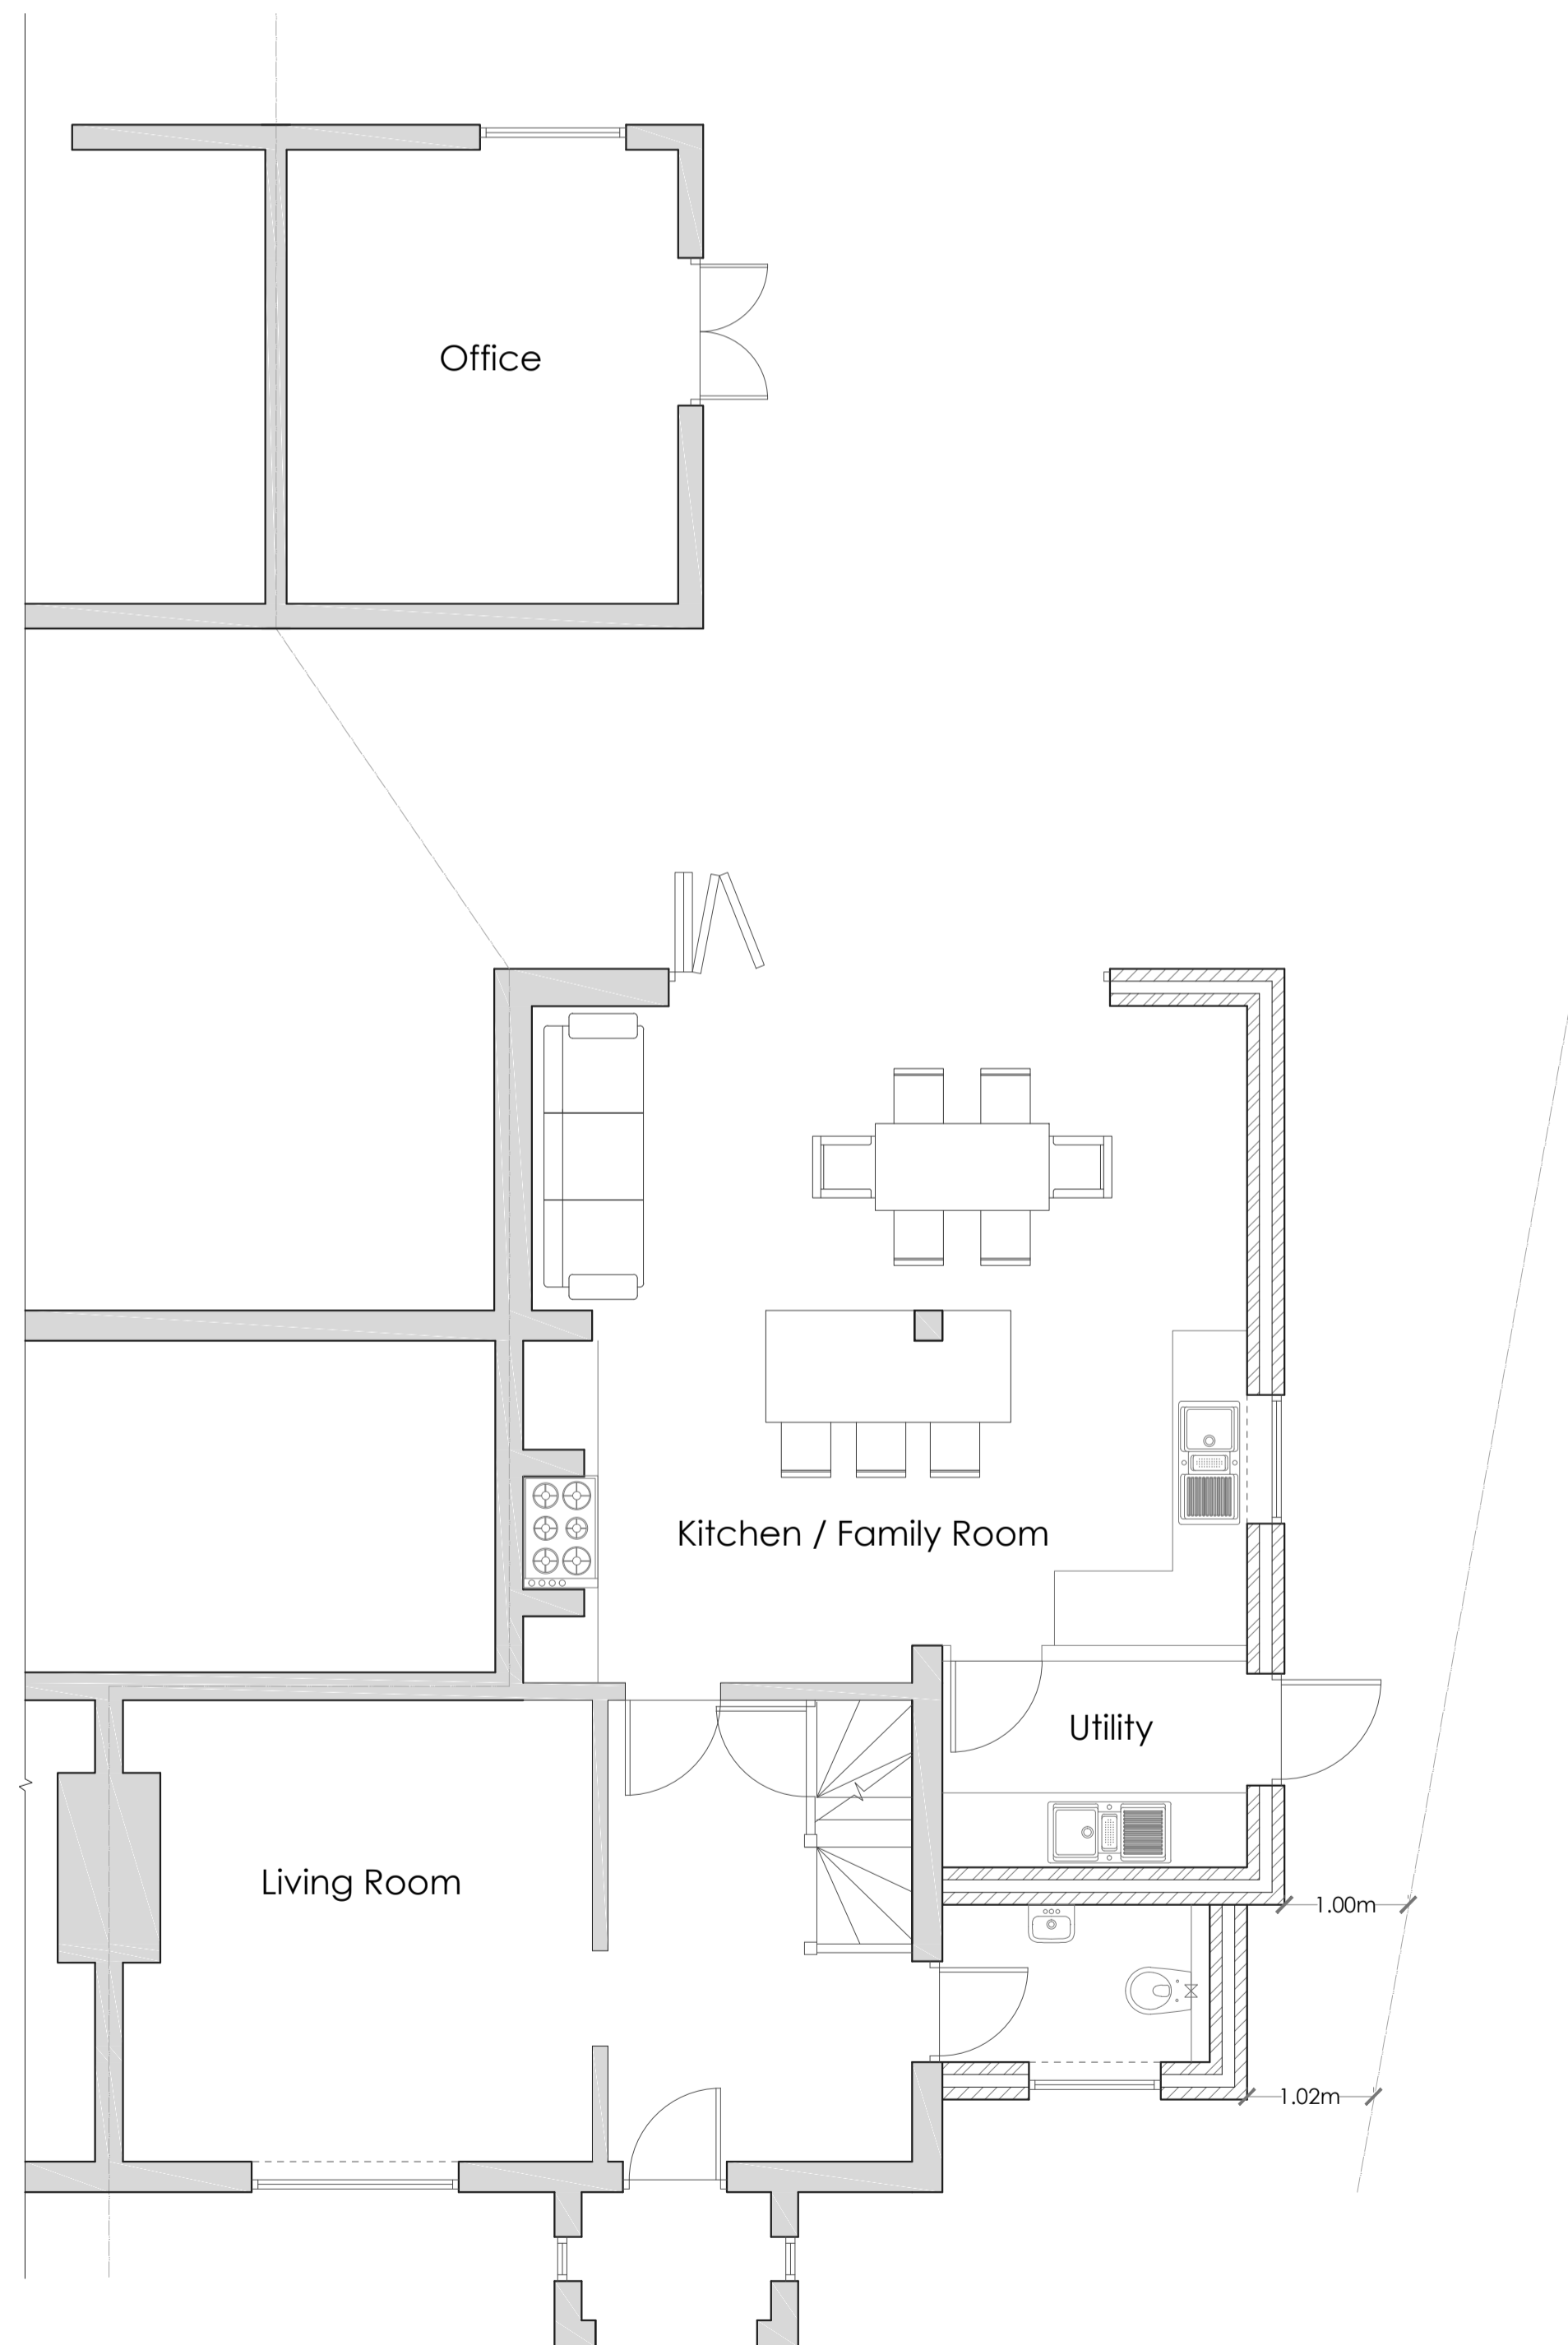 Office
Kitchen / Family Room
Utility
Living Room
1.00m
1.02m